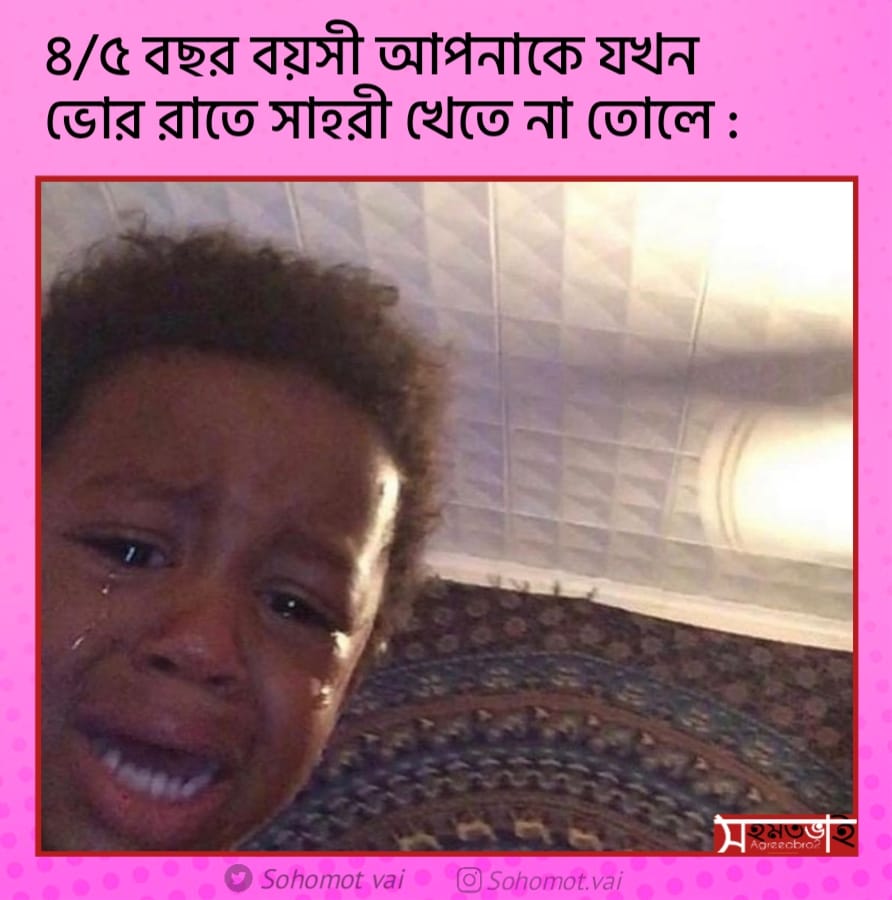 ৪/৫ বছর বয়সী আপনাকে যখন
ভোর রাতে সাহরী খেতে না তোলে :
সহমতভাই
Agreeabro?
Sohomot vai
Sohomot.vai